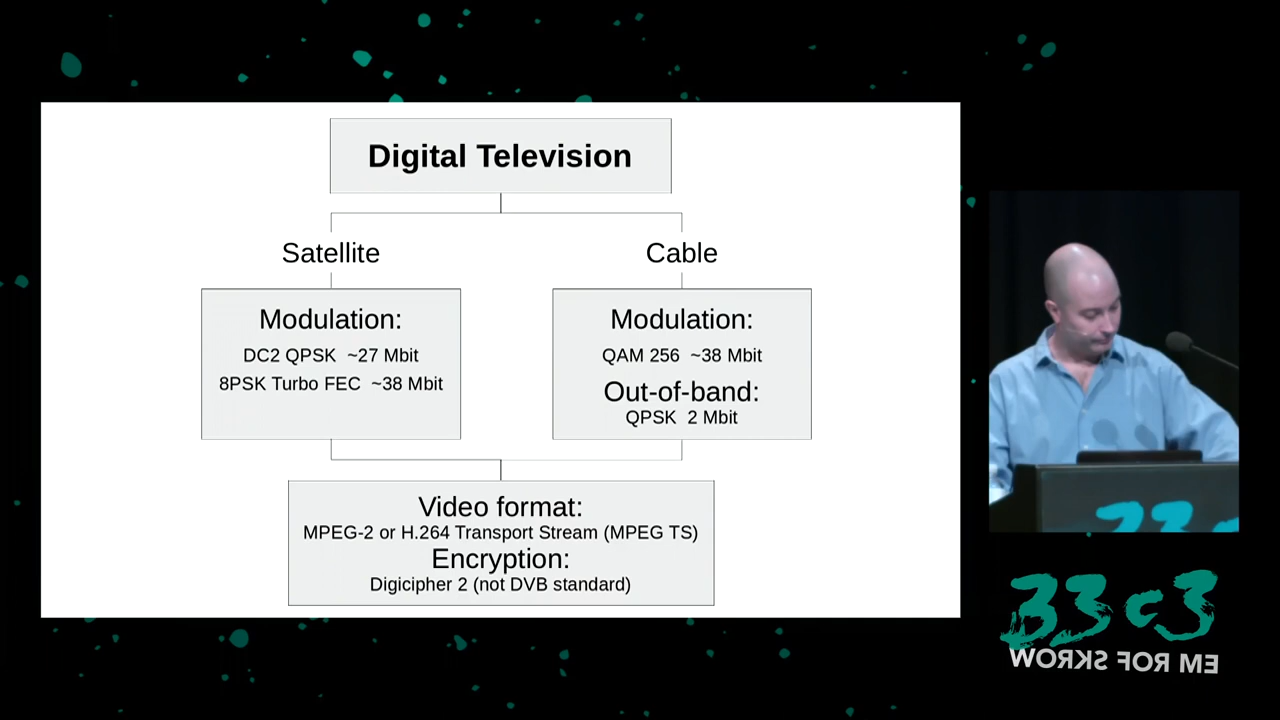 Digital Television
Satellite
Cable
Modulation:
DC2 QPSK ~27 Mbit
8PSK Turbo FEC ~38 Mbit
Modulation:
QAM 256 ~38 Mbit
Out-of-band:
QPSK 2 Mbit
Video format:
MPEG-2 or H.264 Transport Stream (MPEG TS)
Encryption:
Digicipher 2 (not DVB standard)
33c3
33c3
WORKS FOR ME